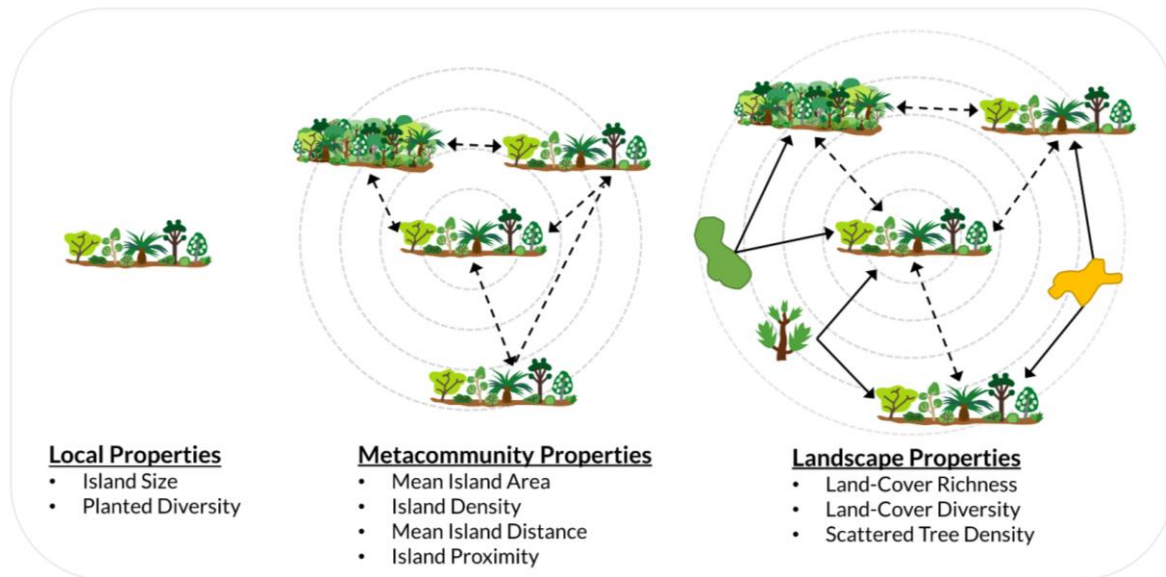 Local Properties
• Island Size
• Planted Diversity
Metacommunity Properties
• Mean Island Area
• Island Density
• Mean Island Distance
• Island Proximity
Landscape Properties
• Land-Cover Richness
• Land-Cover Diversity
• Scattered Tree Density